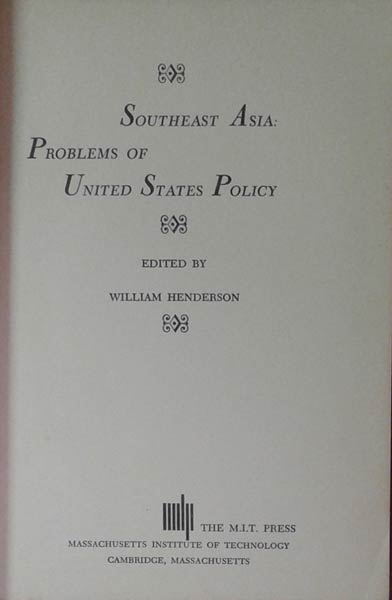 SOUTHEAST ASIA:
PROBLEMS OF
UNITED STATES POLICY
EDITED BY
WILLIAM HENDERSON
THE M.I.T. PRESS
MASSACHUSETTS INSTITUTE OF TECHNOLOGY
CAMBRIDGE, MASSACHUSETTS